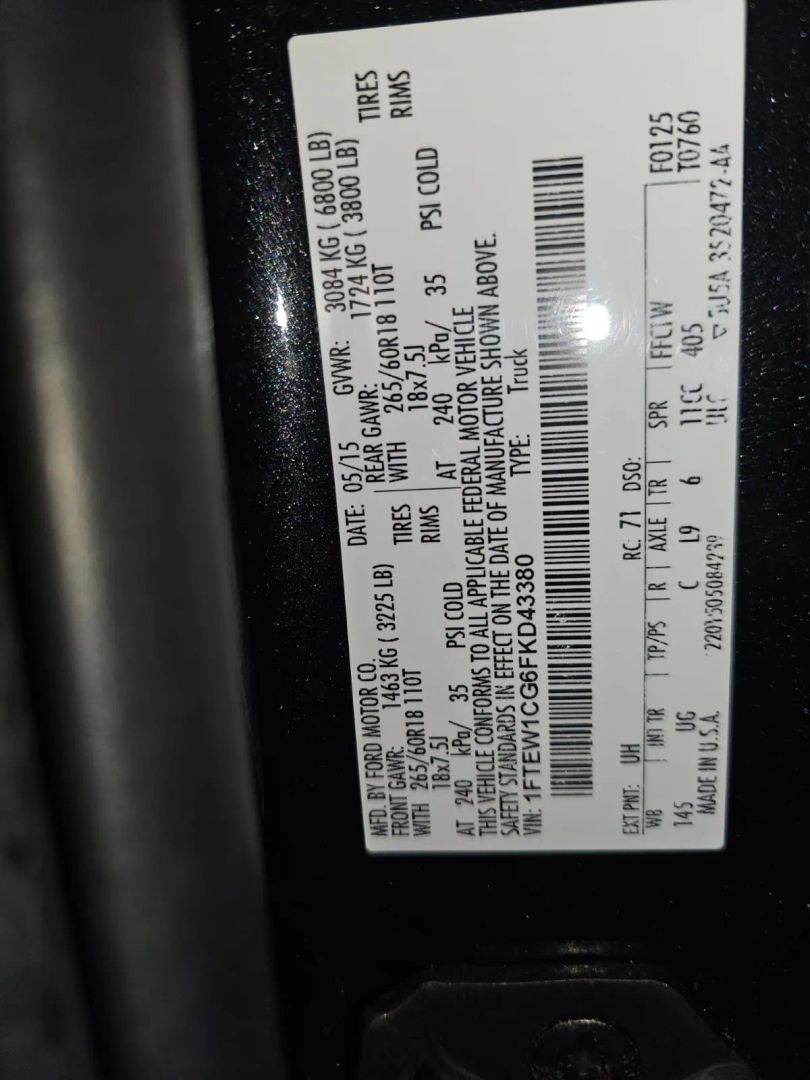 MFD. BY FORD MOTOR CO.
DATE: 05/15 GVWR: 3084 KG ( 6800 LB)
FRONT GAWR: 1463 KG ( 3225 LB) REAR GAWR: 1724 KG ( 3800 LB)
WITH 265/60R18 110T TIRES WITH 265/60R18 110T TIRES
18x7.5J RIMS 18x7.5J RIMS
AT 240 kPa/ 35 PSI COLD AT 240 kPa/ 35 PSI COLD
THIS VEHICLE CONFORMS TO ALL APPLICABLE FEDERAL MOTOR VEHICLE
SAFETY STANDARDS IN EFFECT ON THE DATE OF MANUFACTURE SHOWN ABOVE.
VIN: 1FTEW1CG6FKD43380 TYPE: Truck
F0125
T0760
EXT PNT: UH RC: 71 DSO:
WB INT TR TP/PS R AXLE TR SPR
145 UG C L9 6 405
MADE IN U.S.A.